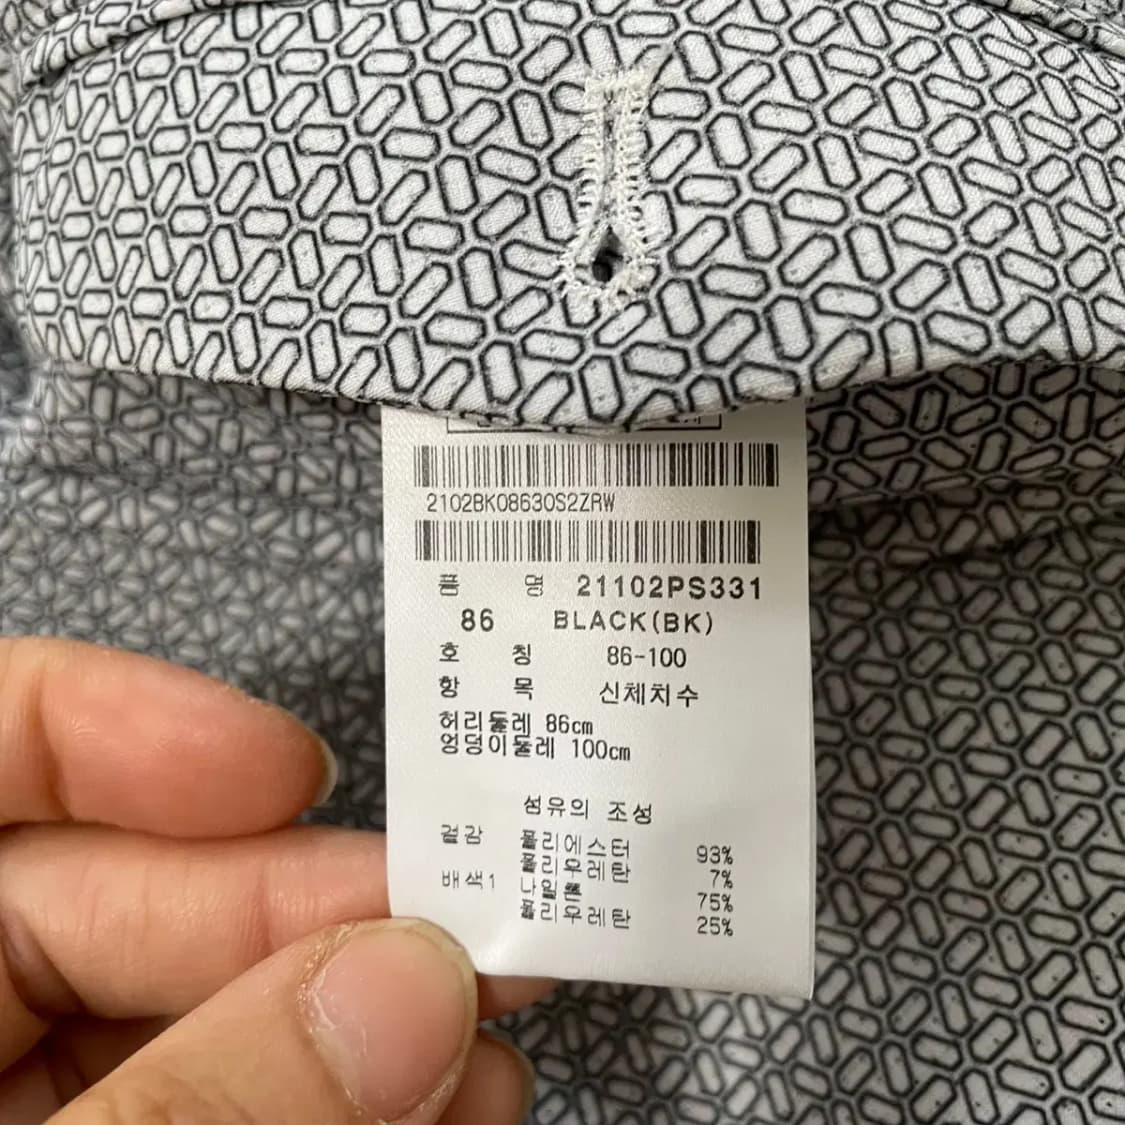 2102BK08630S2ZRW
품 명 21102PS331
86 BLACK(BK)
호 칭 86-100
항 목 신체치수
허리둘레 86cm
엉덩이둘레 100cm
섬유의 조성
겉감 폴리에스터 93%
폴리우레탄 7%
배색1 나일론 75%
폴리우레탄 25%